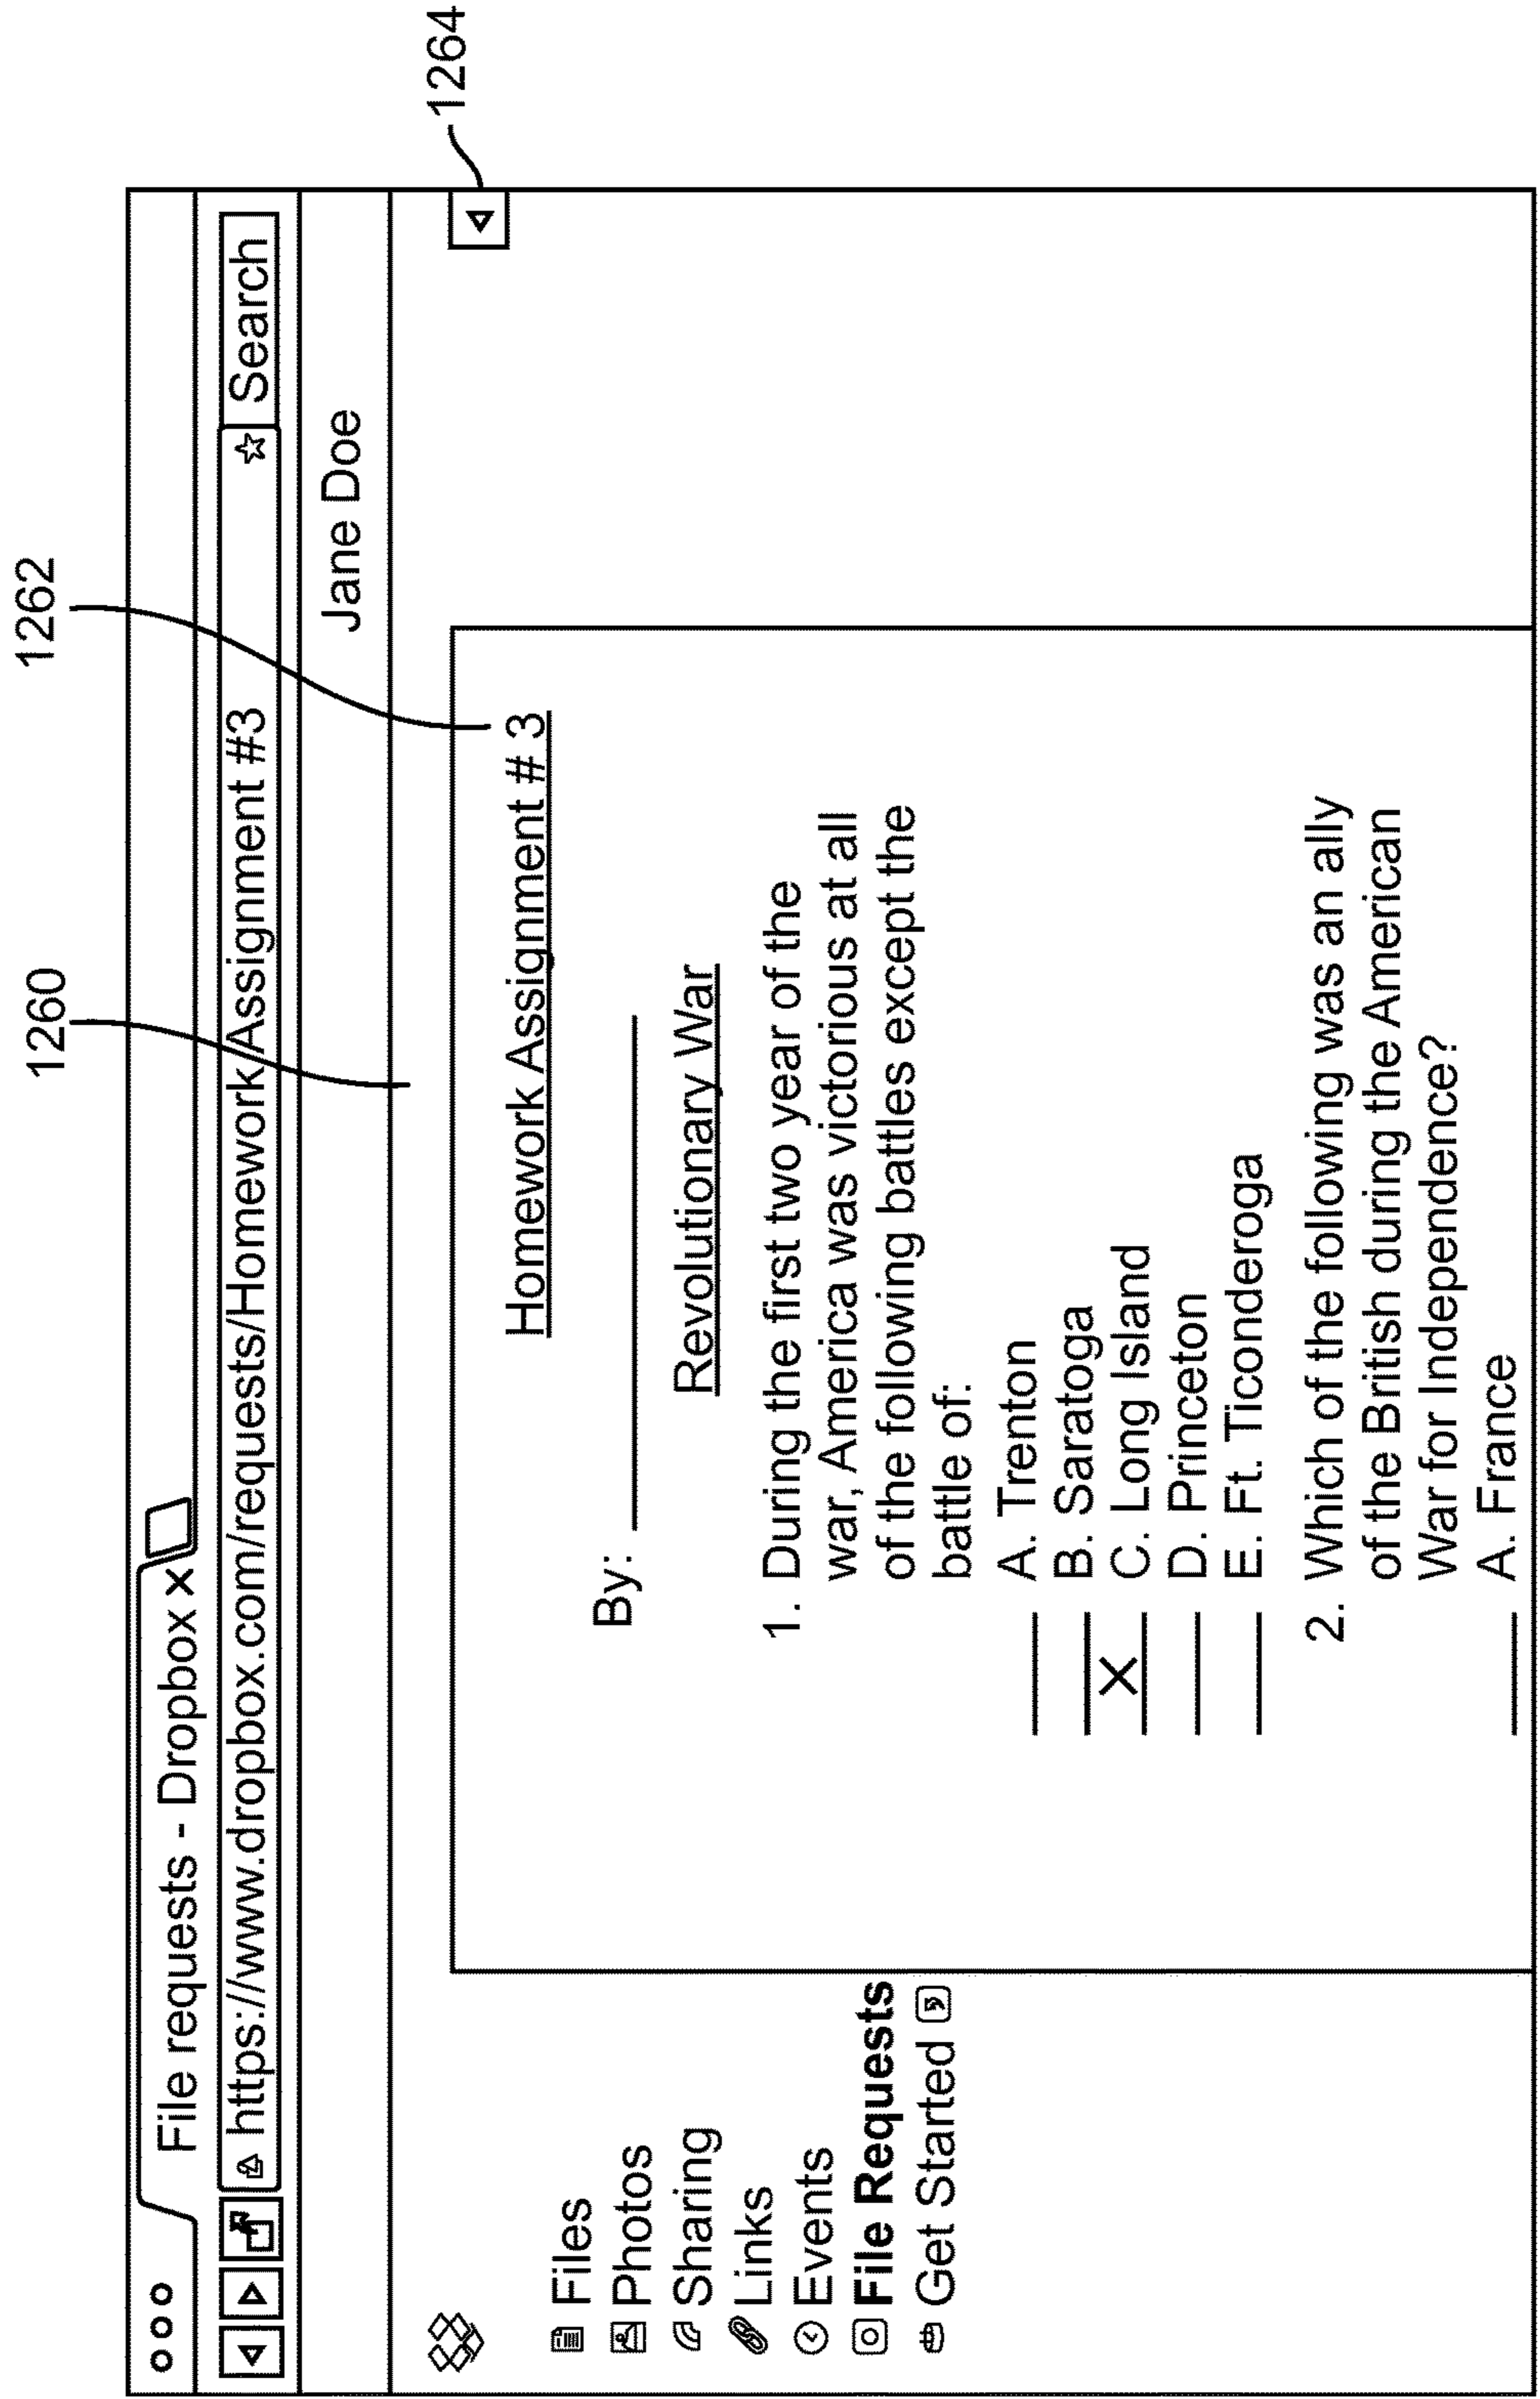 1260
1262
File requests - Dropbox X
https://www.dropbox.com/requests/Homework Assignment #3
Search
Jane Doe
1264
Files
Photos
Sharing
Links
Events
File Requests
Get Started
Homework Assignment # 3
By:
Revolutionary War
1. During the first two year of the
war, America was victorious at all
of the following battles except the
battle of:
A. Trenton
B. Saratoga
X C. Long Island
D. Princeton
E. Ft. Ticonderoga
2. Which of the following was an ally
of the British during the American
War for Independence?
A. France